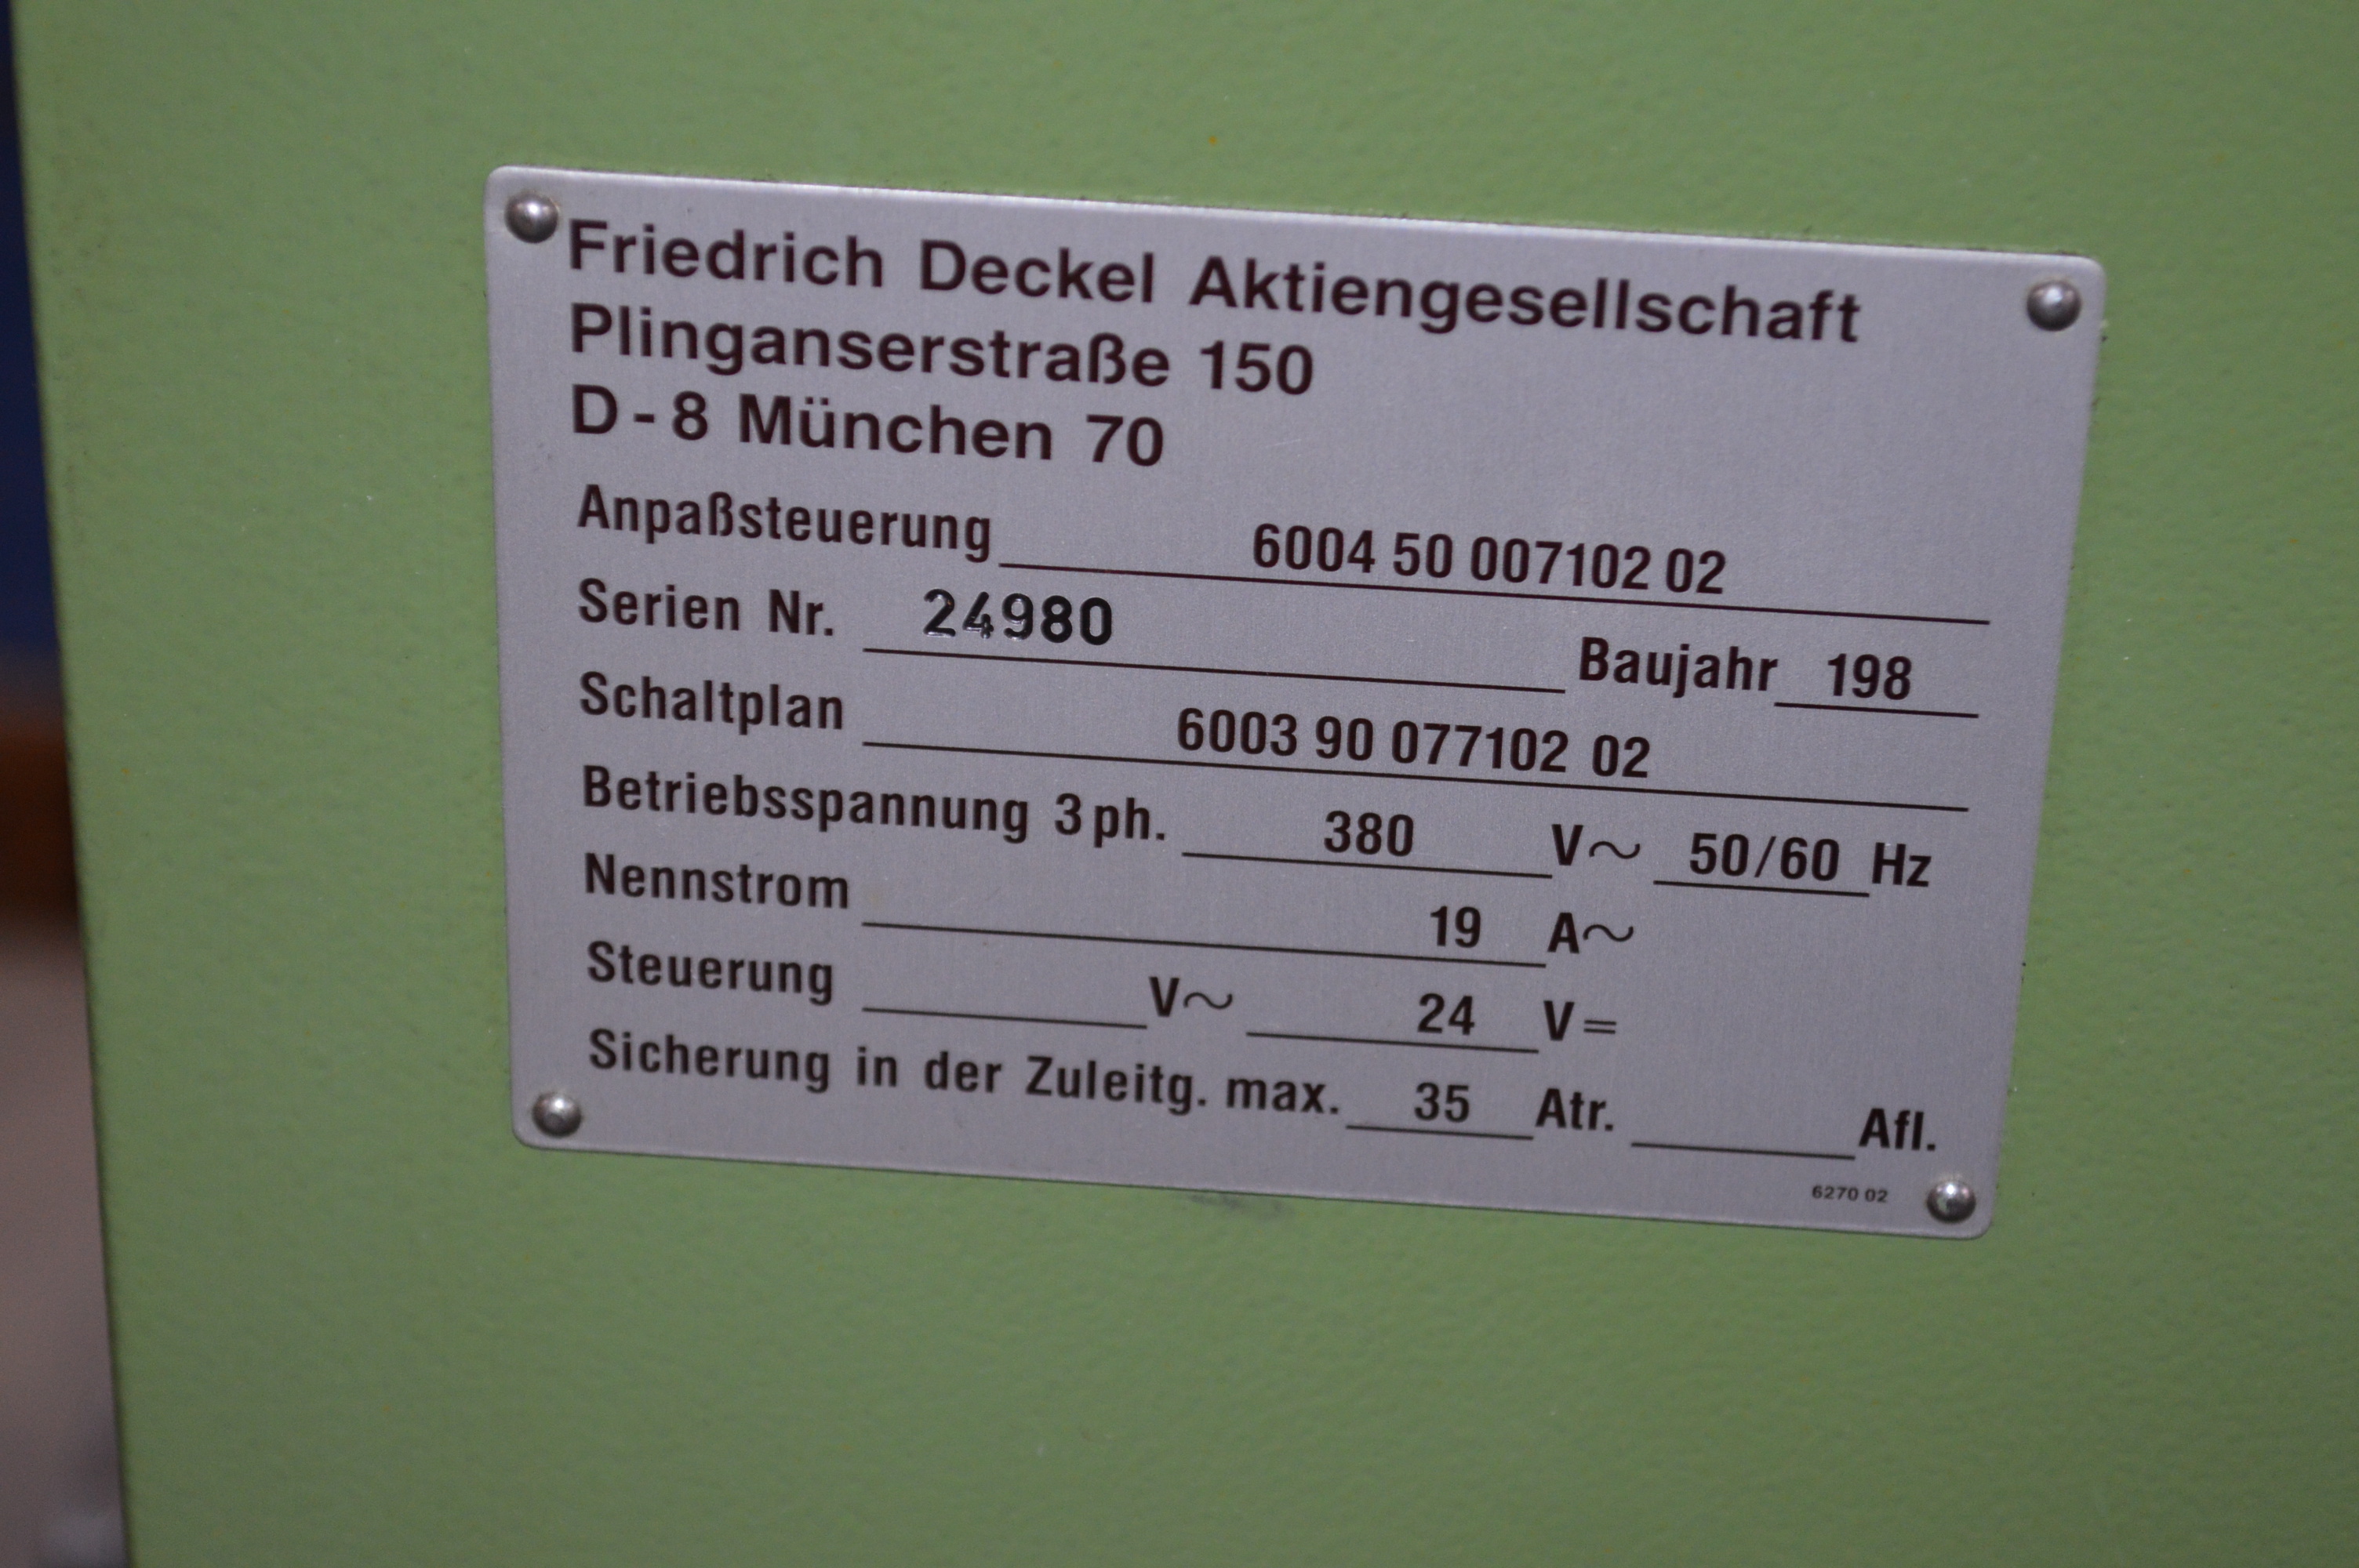 Friedrich Deckel Aktiengesellschaft
Plinganserstraße 150
D-8 München 70
Anpaßsteuerung 6004 50 007102 02
Serien Nr. 24980 Baujahr 198
Schaltplan 6003 90 077102 02
Betriebsspannung 3 ph. 380 V~ 50/60 Hz
Nennstrom 19 A~
Steuerung V~ 24 V=
Sicherung in der Zuleitg. max. 35 Atr. Afl.
6270 02